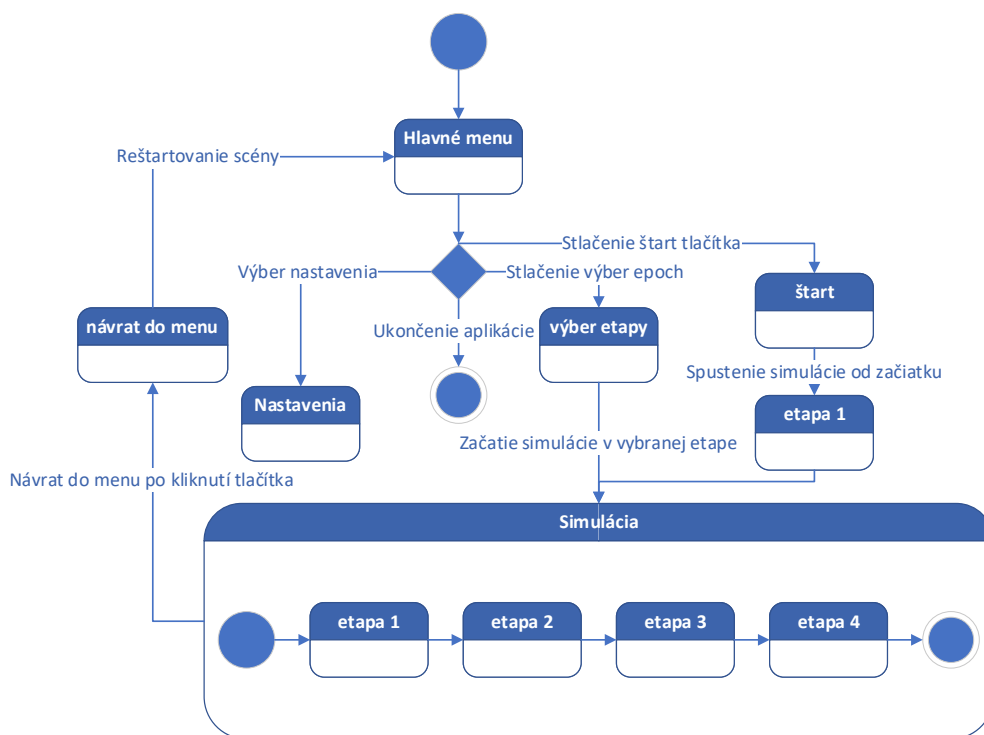 Hlavné menu
Reštartovanie scény
Stlačenie štart tlačítka
Výber nastavenia
Stlačenie výber epoch
štart
návrat do menu
Ukončenie aplikácie
výber etapy
Spustenie simulácie od začiatku
Nastavenia
etapa 1
Začatie simulácie v vybranej etape
Návrat do menu po kliknutí tlačítka
Simulácia
etapa 1
etapa 2
etapa 3
etapa 4